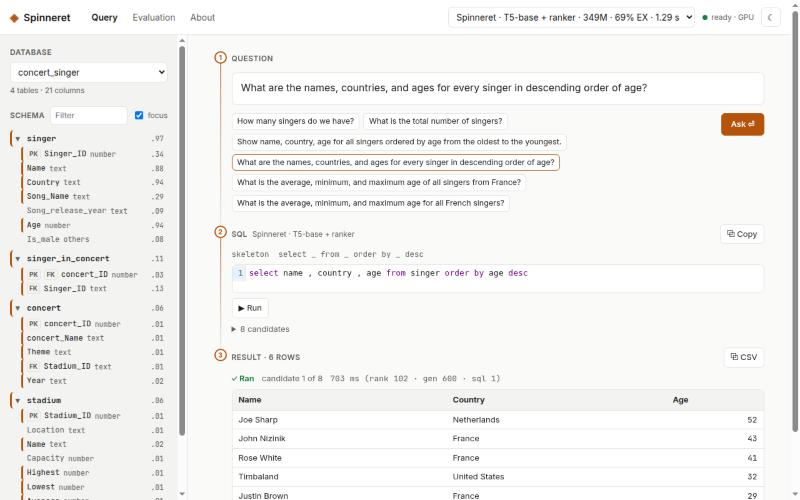 Spinneret
Query
Evaluation
About
Spinneret · T5-base + ranker · 349M · 69% EX · 1.29 s
ready · GPU
DATABASE
concert_singer
4 tables · 21 columns
SCHEMA
Filter
focus
singer .97
PK Singer_ID number .34
Name text .88
Country text .94
Song_Name text .29
Song_release_year text .09
Age number .94
Is_male others .08
singer_in_concert .11
PK FK concert_ID number .03
FK Singer_ID text .13
concert .06
PK concert_ID number .01
concert_Name text .01
Theme text .01
FK Stadium_ID text .01
Year text .02
stadium .06
PK Stadium_ID number .01
Location text .01
Name text .02
Capacity number .01
Highest number .01
Lowest number .01
1 QUESTION
What are the names, countries, and ages for every singer in descending order of age?
How many singers do we have?
What is the total number of singers?
Ask ⏎
Show name, country, age for all singers ordered by age from the oldest to the youngest.
What are the names, countries, and ages for every singer in descending order of age?
What is the average, minimum, and maximum age of all singers from France?
What is the average, minimum, and maximum age for all French singers?
2 SQL Spinneret · T5-base + ranker
Copy
skeleton select _ from _ order by _ desc
1 select name , country , age from singer order by age desc
▶ Run
▶ 8 candidates
3 RESULT · 6 ROWS
CSV
✓ Ran candidate 1 of 8 703 ms (rank 102 · gen 600 · sql 1)
Name Country Age
Joe Sharp Netherlands 52
John Nizinik France 43
Rose White France 41
Timbaland United States 32
Justin Brown France 29